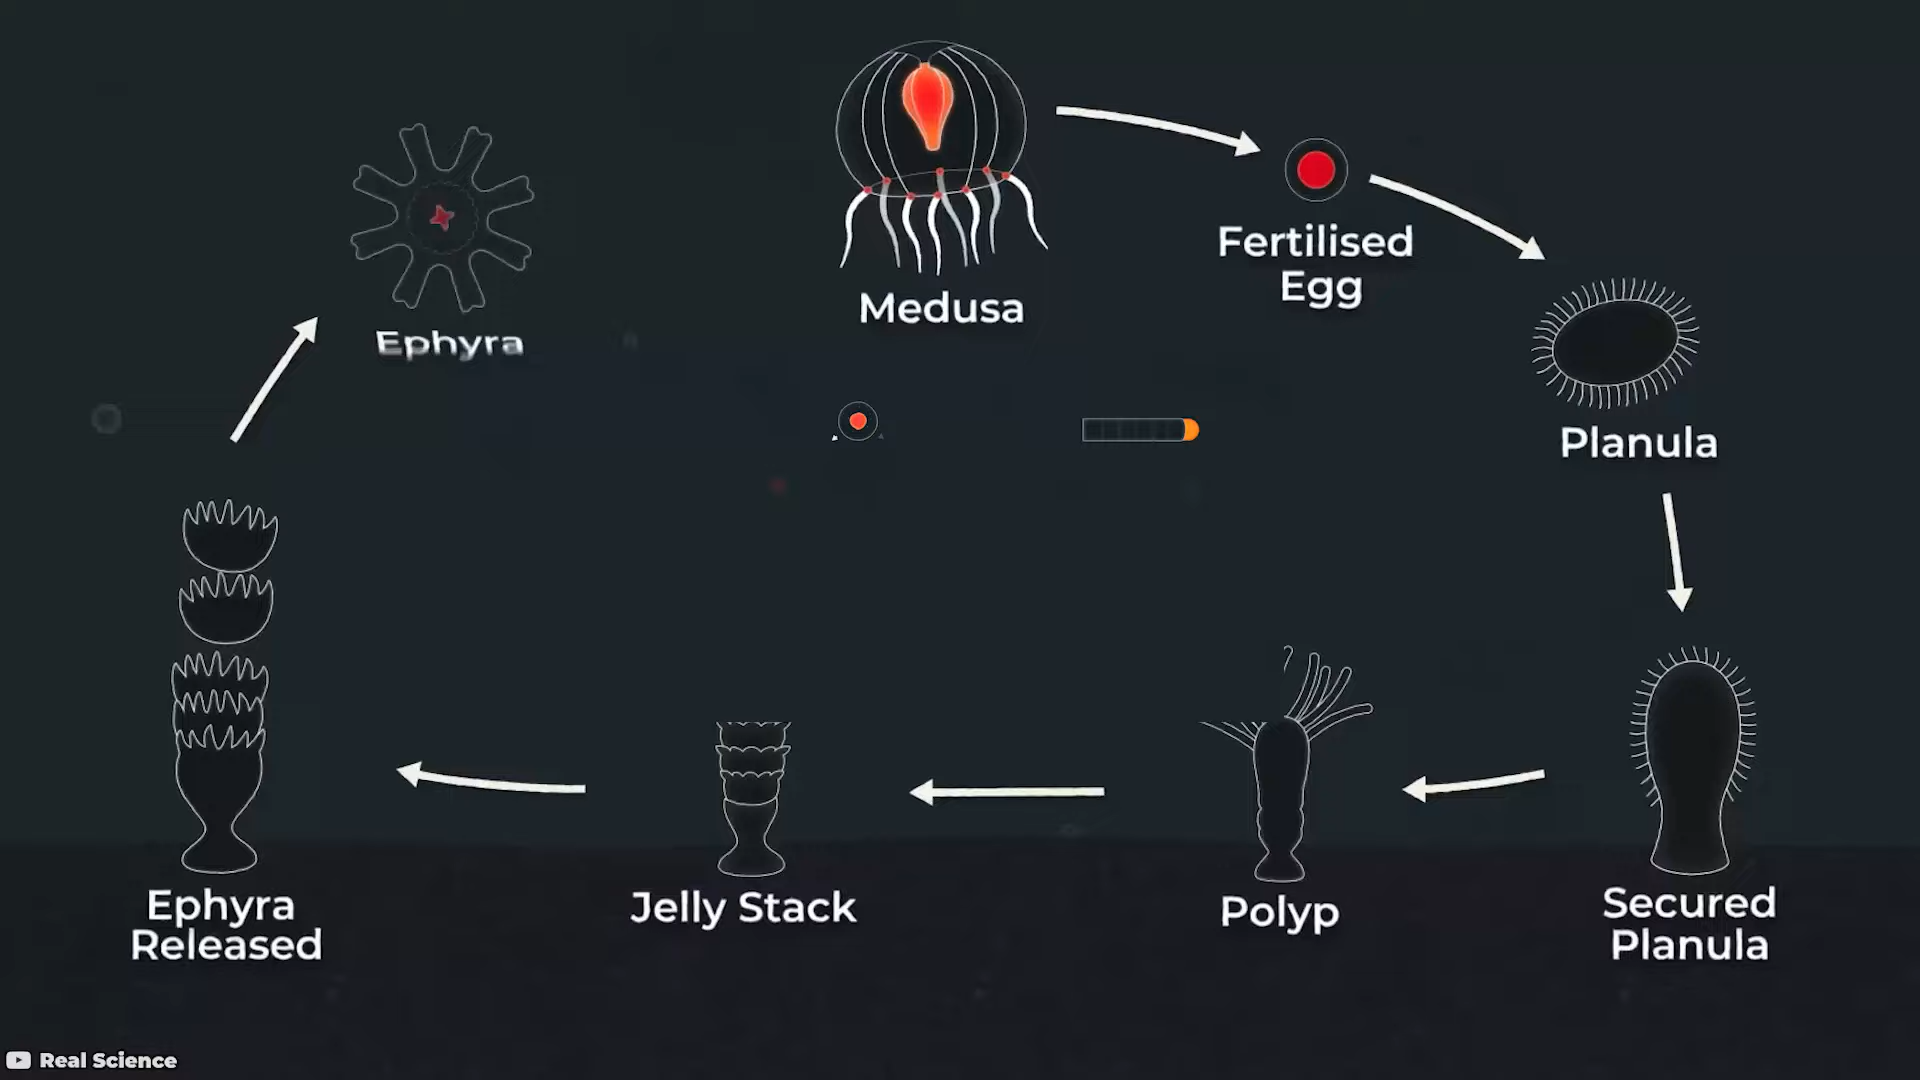 Medusa
Fertilised
Egg
Ephyra
Planula
Ephyra
Released
Jelly Stack
Polyp
Secured
Planula
Real Science